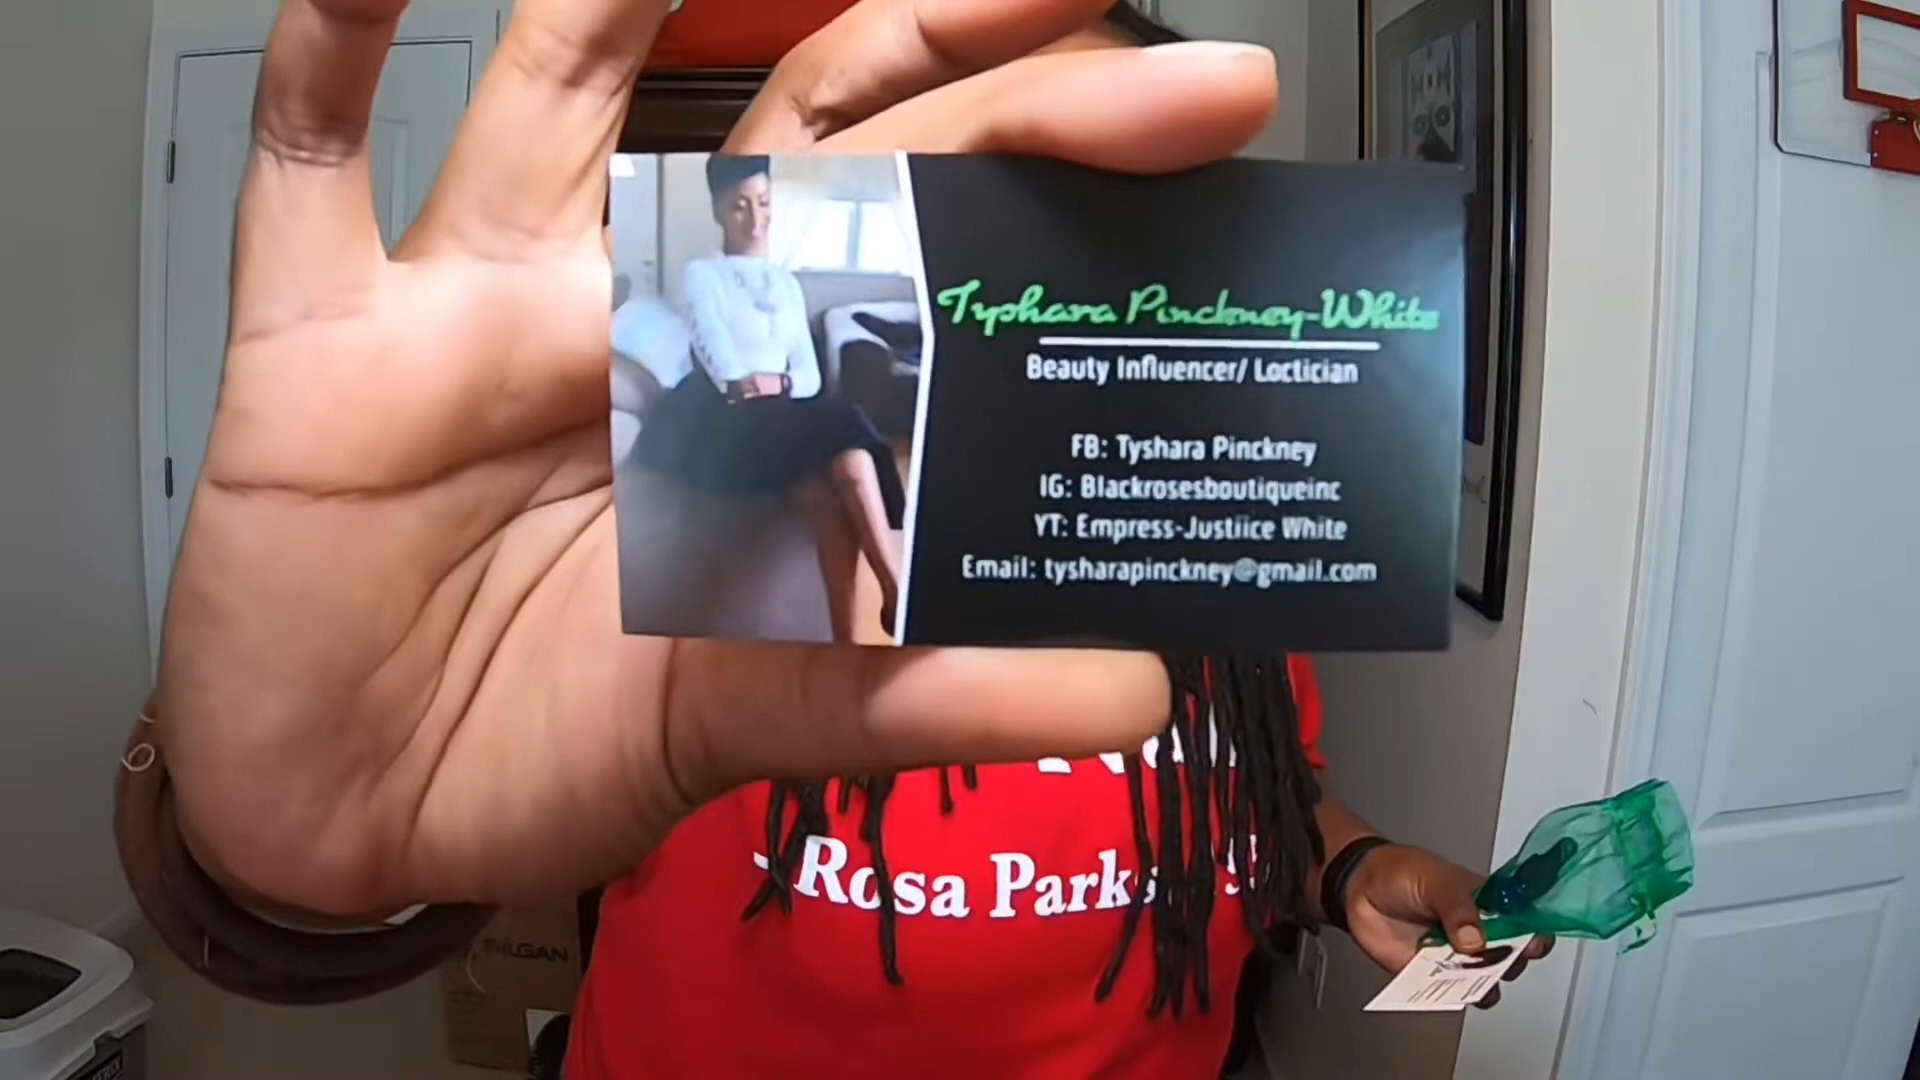 Tyshara Pinckney-White
Beauty Influencer/ Loctician
FB: Tyshara Pinckney
IG: Blackrosesboutiqueinc
YT: Empress-Justiice White
Email: tysharapinckney@gmail.com
-Rosa Parks